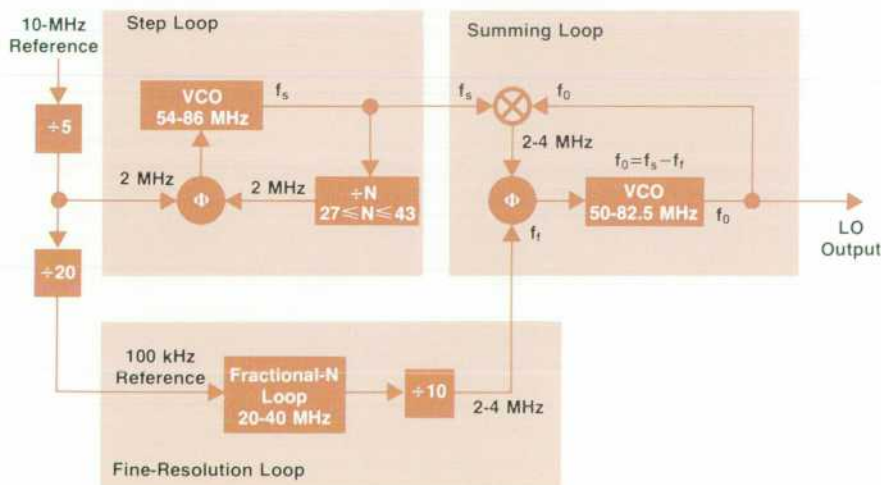 10-MHz
Reference
÷5
÷20
Step Loop
VCO
54-86 MHz
fs
2 MHz
Φ
2 MHz
÷N
27≤N≤43
Summing Loop
fs
f0
2-4 MHz
Φ
f0=fs−ff
VCO
50-82.5 MHz
f0
ff
LO
Output
100 kHz
Reference
Fractional-N
Loop
20-40 MHz
÷10
2-4 MHz
Fine-Resolution Loop